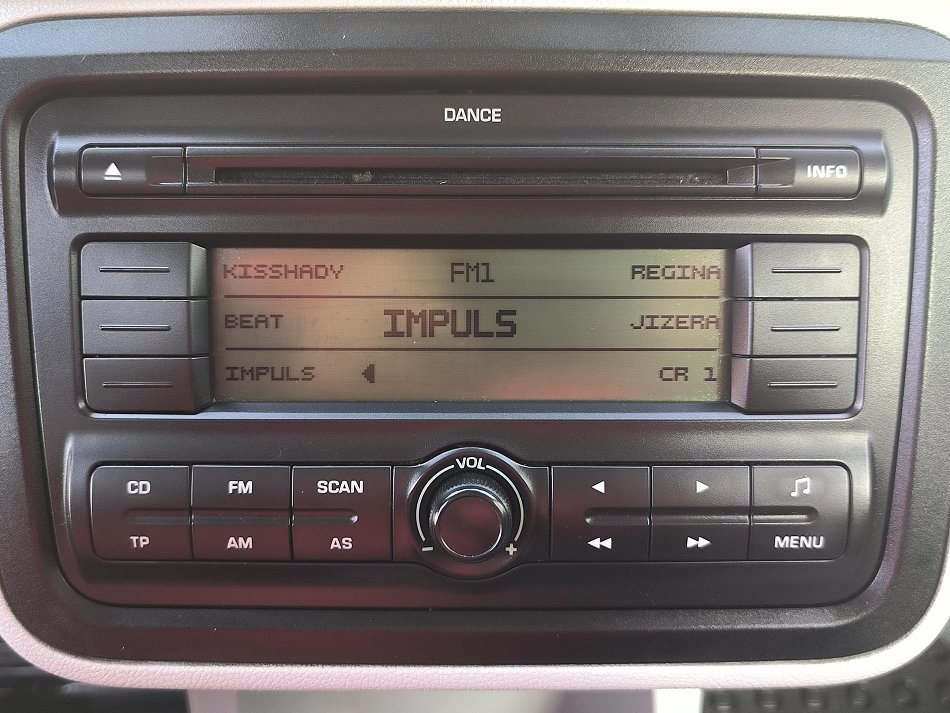 DANCE
INFO
KISSHADY FM1 REGINA
BEAT IMPULS JIZERA
IMPULS CR 1
VOL
CD FM SCAN
- +
TP AM AS MENU